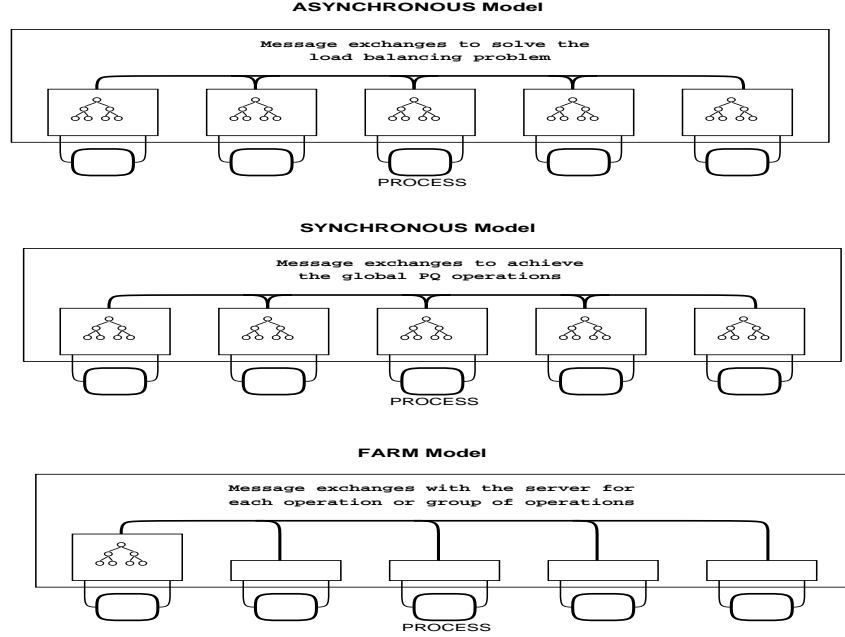 ASYNCHRONOUS Model
Message exchanges to solve the
load balancing problem
PROCESS
SYNCHRONOUS Model
Message exchanges to achieve
the global PQ operations
PROCESS
FARM Model
Message exchanges with the server for
each operation or group of operations
PROCESS